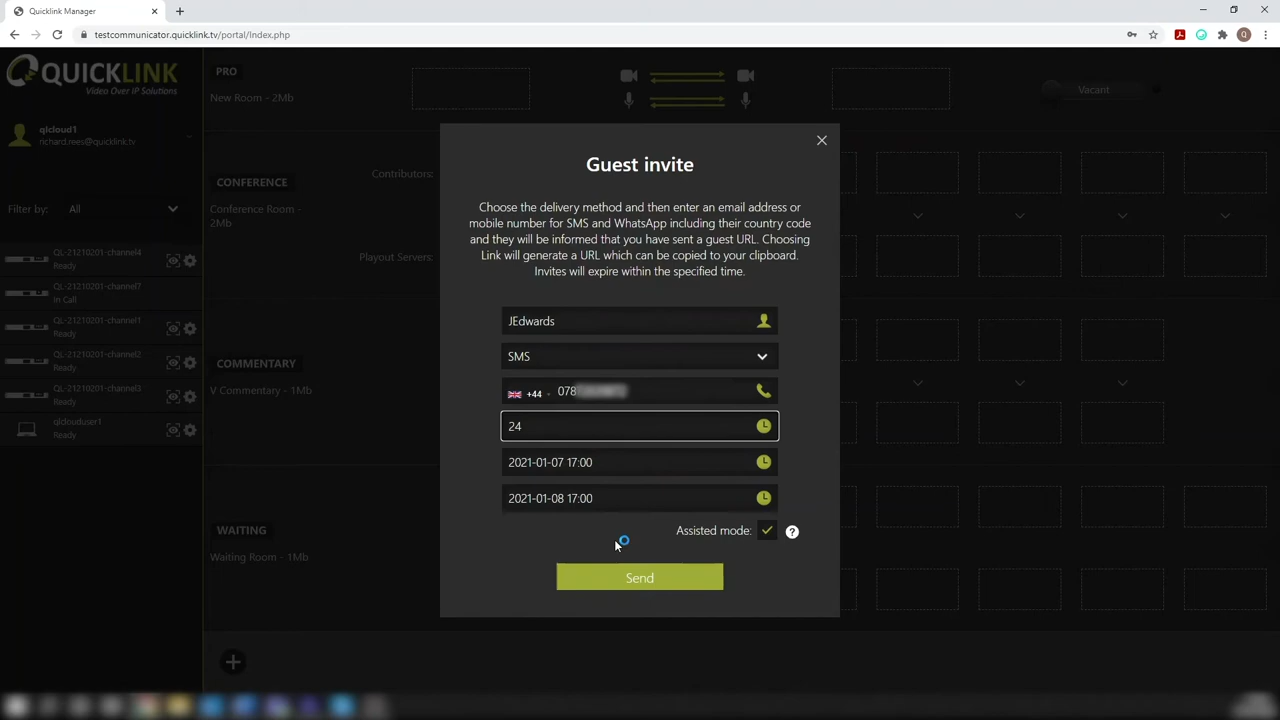 Quicklink Manager
testcommunicator.quicklink.tv/portal/Index.php
Q
QUICKLINK
Video Over IP Solutions
qlcloud1
richard.rees@quicklink.tv
Filter by: All
QL-21210201-channel4
Ready
QL-21210201-channel7
In Call
QL-21210201-channel1
Ready
QL-21210201-channel2
Ready
QL-21210201-channel3
Ready
qlclouduser1
Ready
PRO
New Room - 2Mb
Vacant
CONFERENCE
Contributors:
Conference Room -
2Mb
Playout Servers:
COMMENTARY
V Commentary - 1Mb
WAITING
Waiting Room - 1Mb
Guest invite
Choose the delivery method and then enter an email address or
mobile number for SMS and WhatsApp including their country code
and they will be informed that you have sent a guest URL. Choosing
Link will generate a URL which can be copied to your clipboard.
Invites will expire within the specified time.
JEdwards
SMS
+44 078
24
2021-01-07 17:00
2021-01-08 17:00
Assisted mode: ?
Send